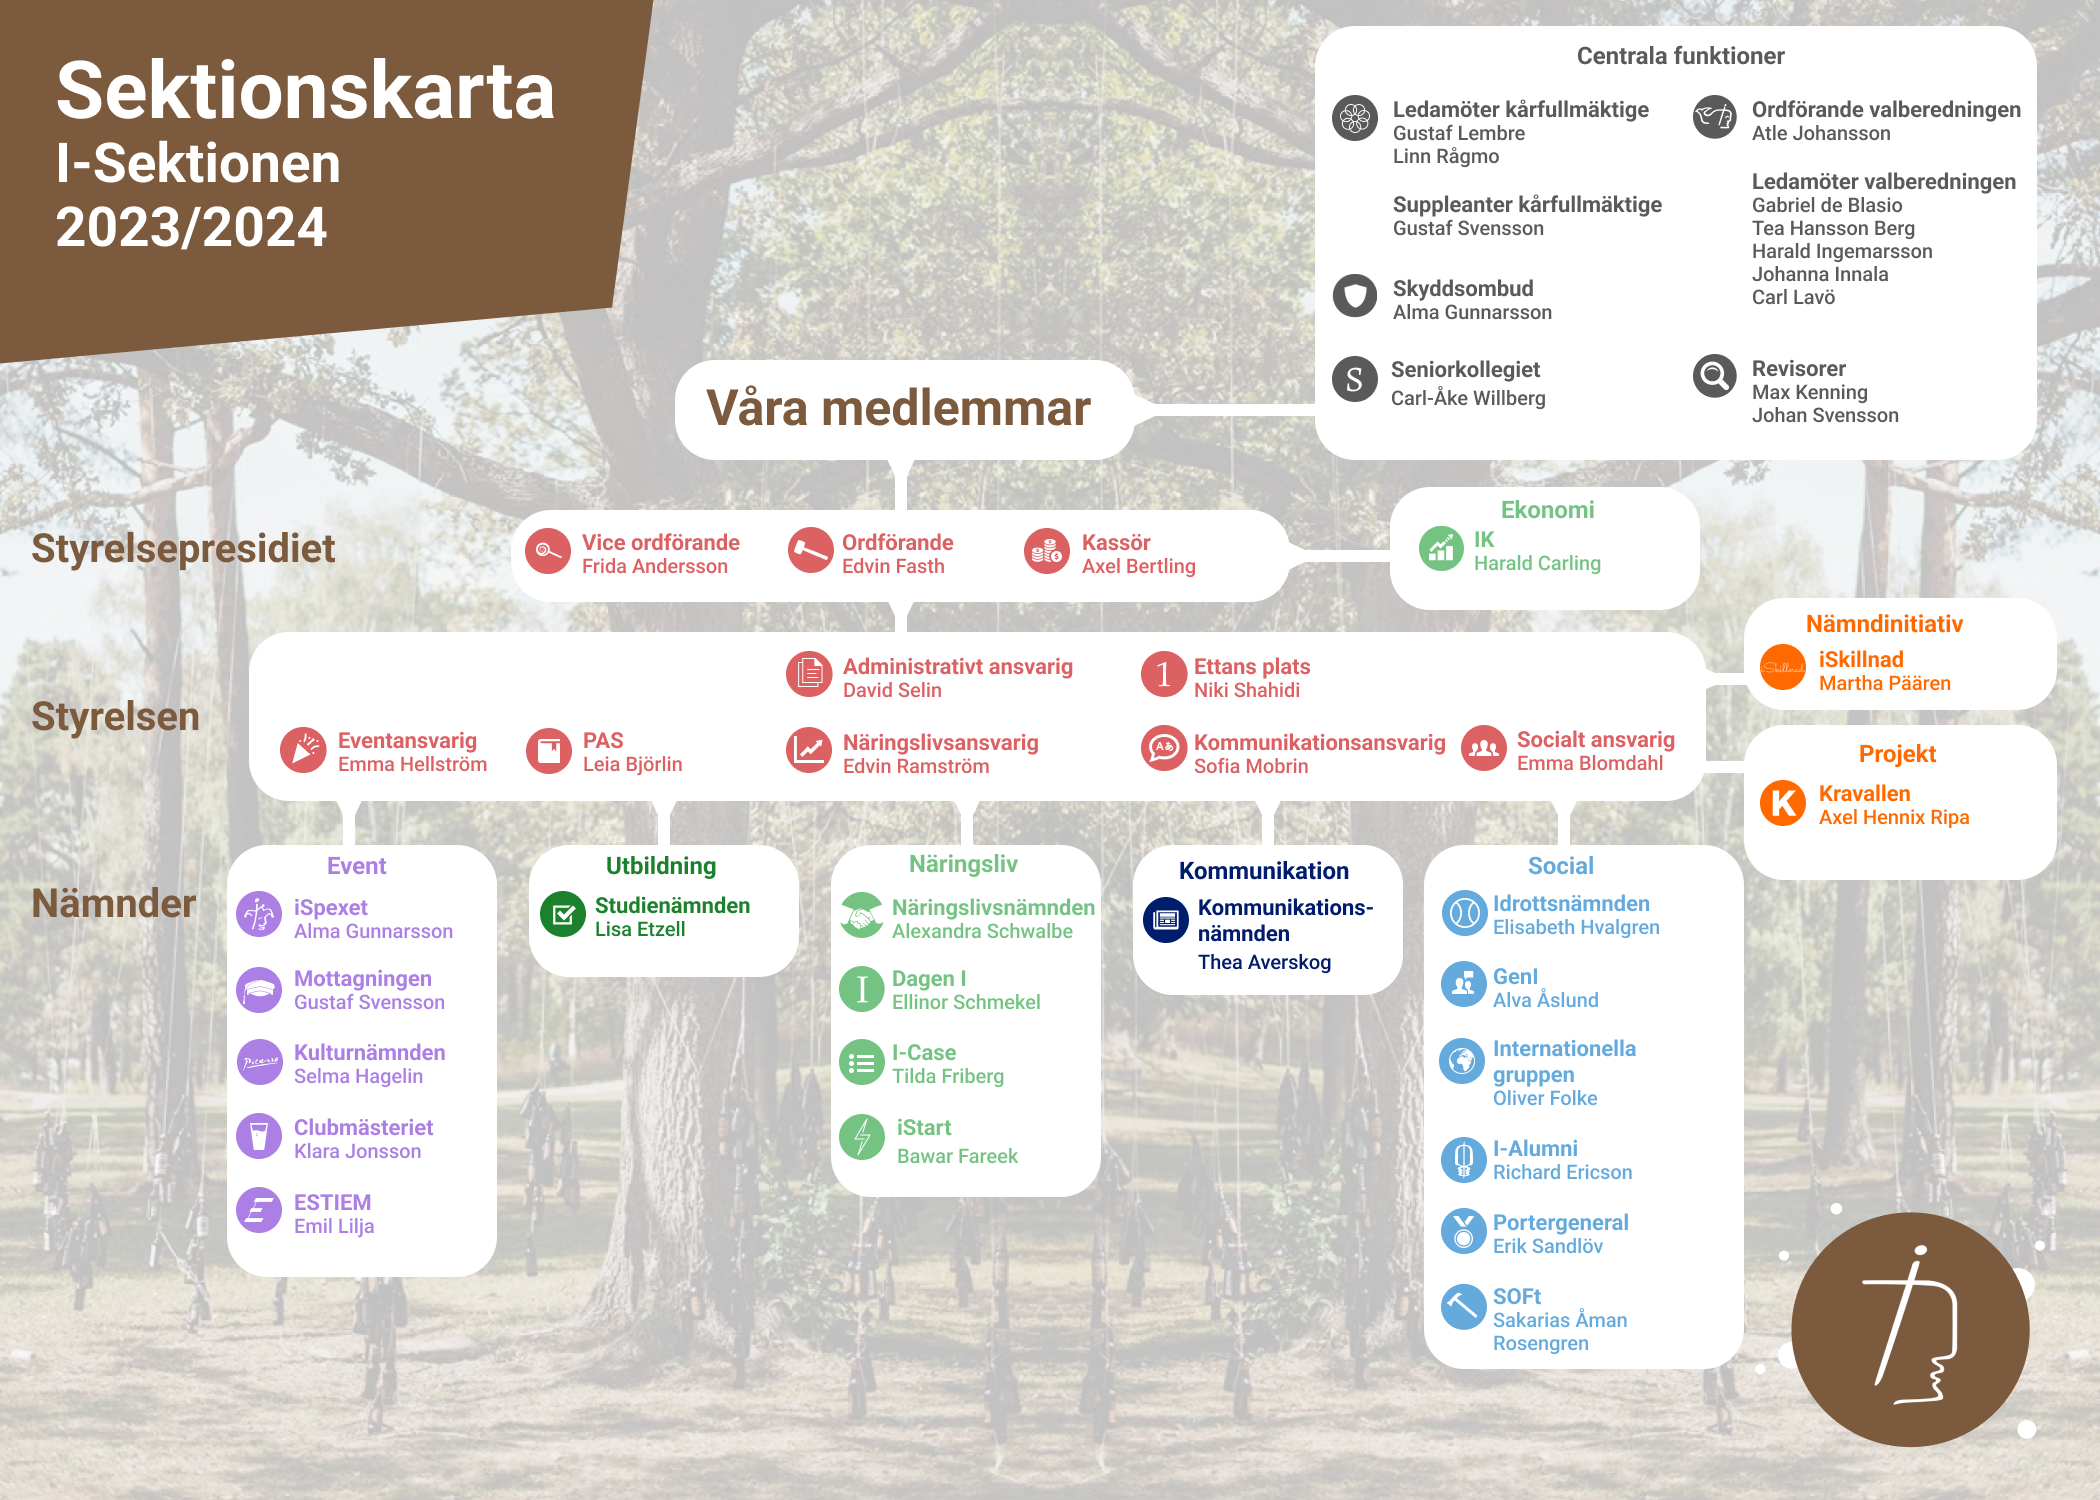 Sektionskarta
I-Sektionen
2023/2024
Centrala funktioner
Ledamöter kårfullmäktige
Gustaf Lembre
Linn Rågmo
Suppleanter kårfullmäktige
Gustaf Svensson
Skyddsombud
Alma Gunnarsson
S
Seniorkollegiet
Carl-Åke Willberg
Ordförande valberedningen
Atle Johansson
Ledamöter valberedningen
Gabriel de Blasio
Tea Hansson Berg
Harald Ingemarsson
Johanna Innala
Carl Lavö
Revisorer
Max Kenning
Johan Svensson
Våra medlemmar
Styrelsepresidiet
Vice ordförande
Frida Andersson
Ordförande
Edvin Fasth
Kassör
Axel Bertling
Ekonomi
IK
Harald Carling
Styrelsen
Administrativt ansvarig
David Selin
1
Ettans plats
Niki Shahidi
Eventansvarig
Emma Hellström
PAS
Leia Björlin
Näringslivsansvarig
Edvin Ramström
Kommunikationsansvarig
Sofia Mobrin
Socialt ansvarig
Emma Blomdahl
Nämndinitiativ
iSkillnad
iSkillnad
Martha Päären
Projekt
K
Kravallen
Axel Hennix Ripa
Nämnder
Event
iSpexet
Alma Gunnarsson
Mottagningen
Gustaf Svensson
Picasso
Kulturnämnden
Selma Hagelin
Clubmästeriet
Klara Jonsson
E
ESTIEM
Emil Lilja
Utbildning
Studienämnden
Lisa Etzell
Näringsliv
Näringslivsnämnden
Alexandra Schwalbe
I
Dagen I
Ellinor Schmekel
I-Case
Tilda Friberg
iStart
Bawar Fareek
Kommunikation
Kommunikations-
nämnden
Thea Averskog
Social
Idrottsnämnden
Elisabeth Hvalgren
GenI
Alva Åslund
Internationella
gruppen
Oliver Folke
I-Alumni
Richard Ericson
Portergeneral
Erik Sandlöv
SOFt
Sakarias Åman
Rosengren